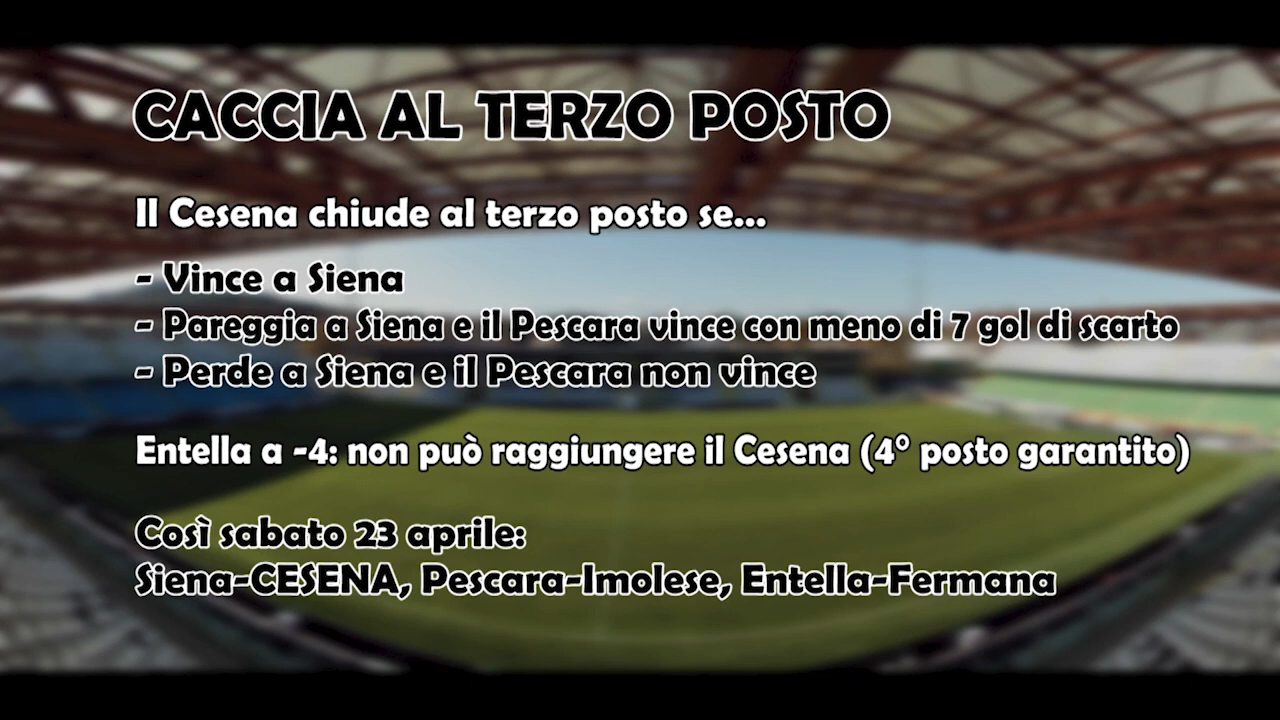 CACCIA AL TERZO POSTO
Il Cesena chiude al terzo posto se...
- Vince a Siena
- Pareggia a Siena e il Pescara vince con meno di 7 gol di scarto
- Perde a Siena e il Pescara non vince
Entella a -4: non può raggiungere il Cesena (4° posto garantito)
Così sabato 23 aprile:
Siena-CESENA, Pescara-Imolese, Entella-Fermana